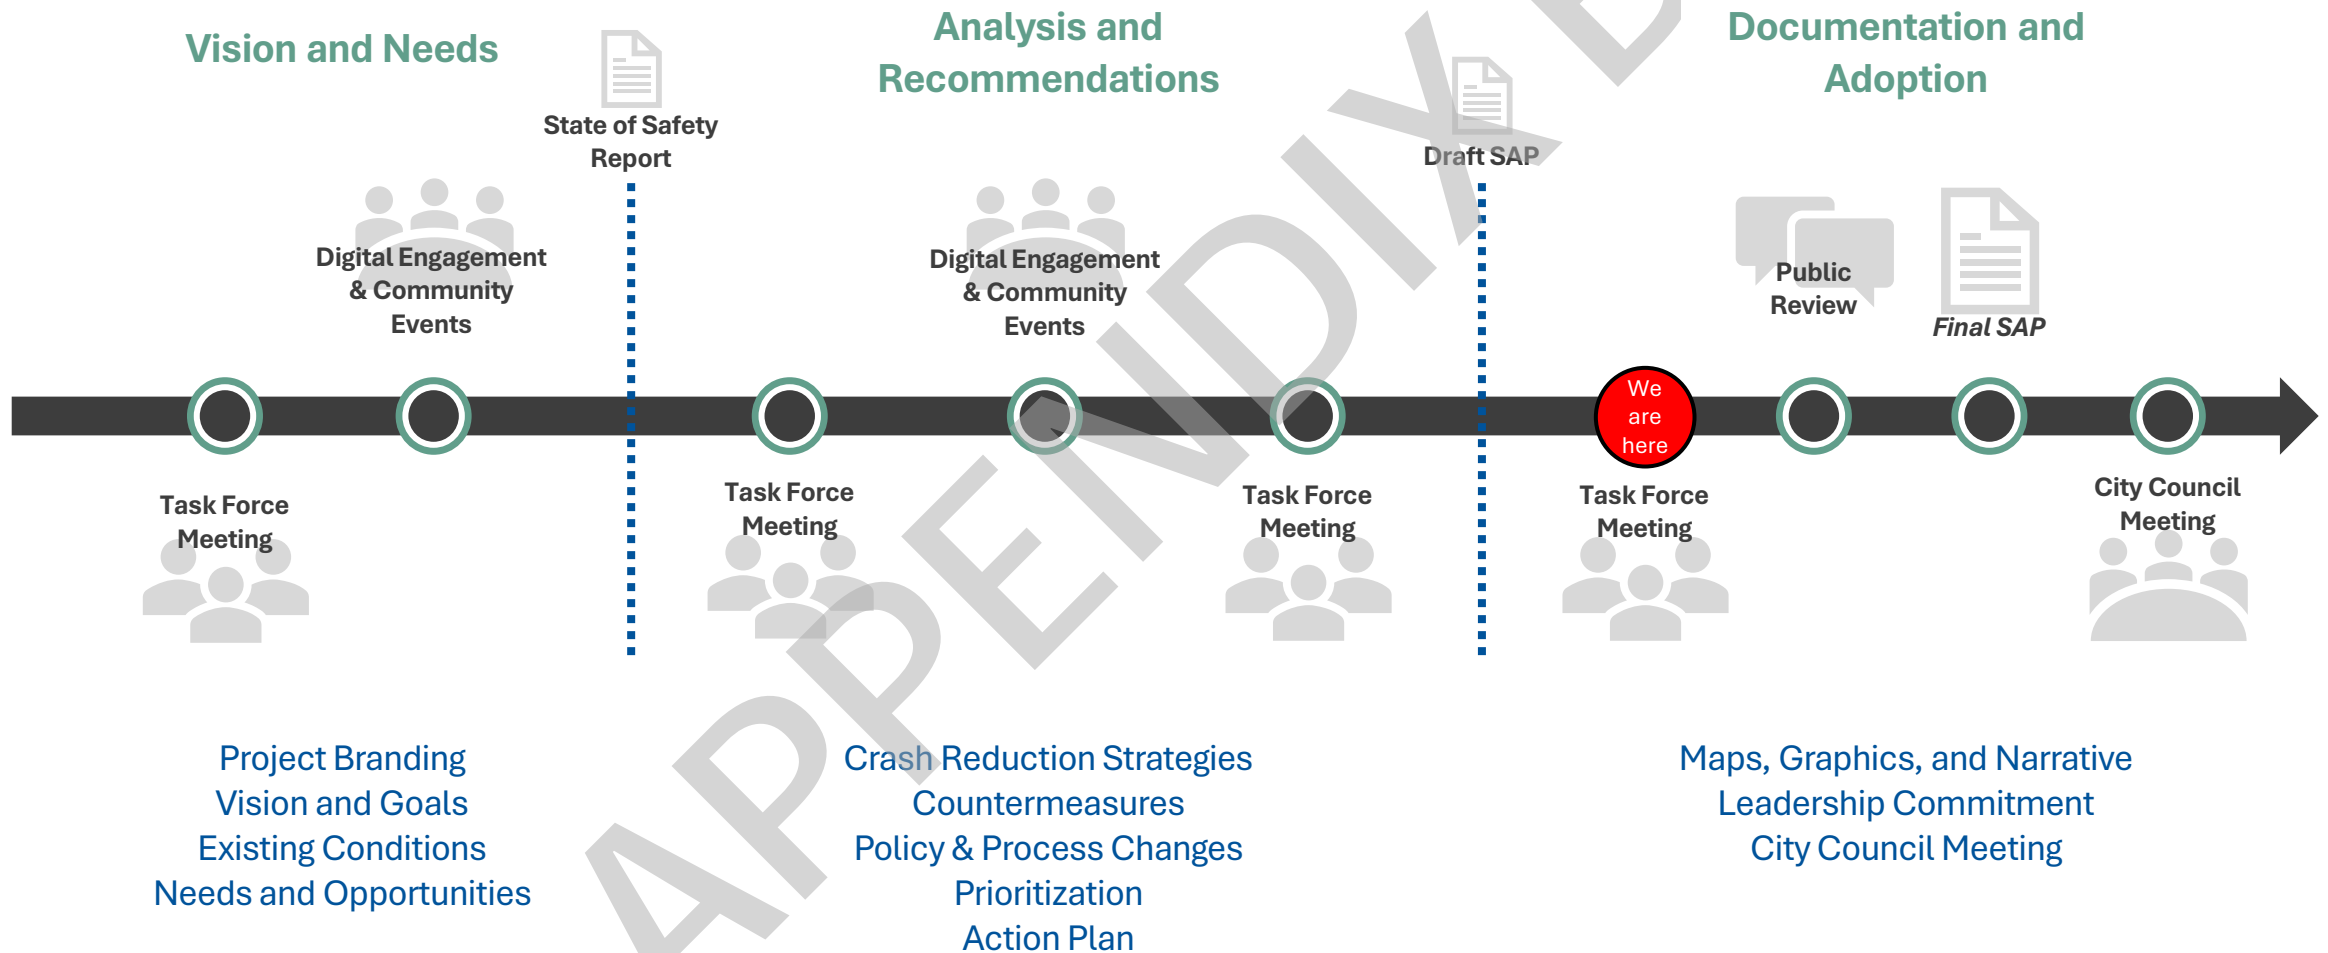 Vision and Needs
Analysis and
Recommendations
Documentation and
Adoption
State of Safety
Report
Draft SAP
Digital Engagement
& Community
Events
Digital Engagement
& Community
Events
Public
Review
Final SAP
We
are
here
Task Force
Meeting
Task Force
Meeting
Task Force
Meeting
Task Force
Meeting
City Council
Meeting
Project Branding
Vision and Goals
Existing Conditions
Needs and Opportunities
Crash Reduction Strategies
Countermeasures
Policy & Process Changes
Prioritization
Action Plan
Maps, Graphics, and Narrative
Leadership Commitment
City Council Meeting
APPENDIX